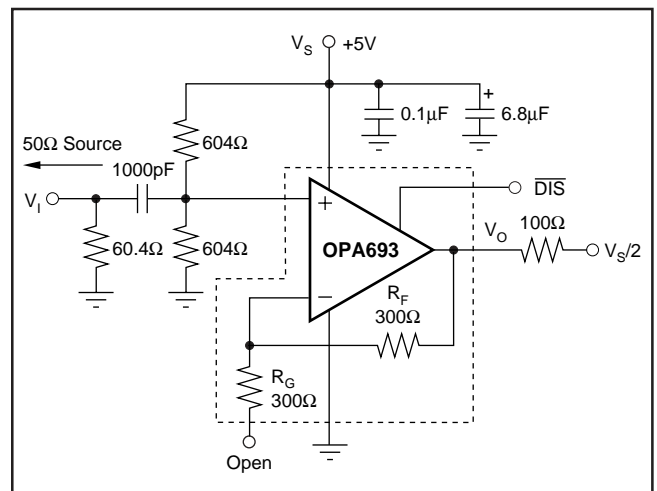 V_S +5V
+
0.1µF
6.8µF
50Ω Source
604Ω
1000pF
V_I
60.4Ω
604Ω
+
OPA693
−
D̅I̅S̅
V_O
100Ω
V_S/2
R_F
300Ω
R_G
300Ω
Open